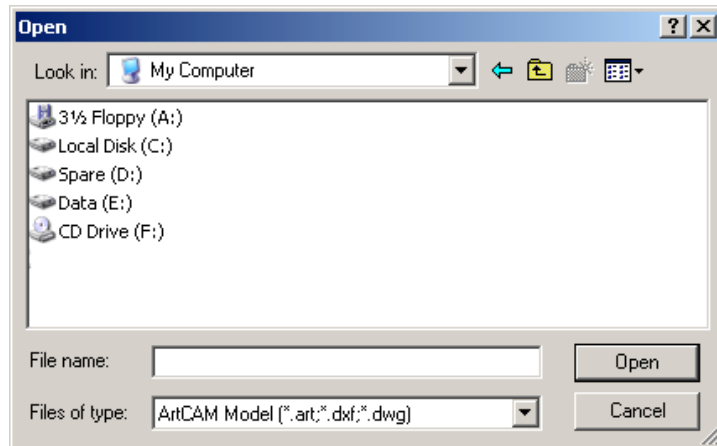 Open
Look in: My Computer
3½ Floppy (A:)
Local Disk (C:)
Spare (D:)
Data (E:)
CD Drive (F:)
File name: Open
Files of type: ArtCAM Model (*.art;*.dxf;*.dwg) Cancel